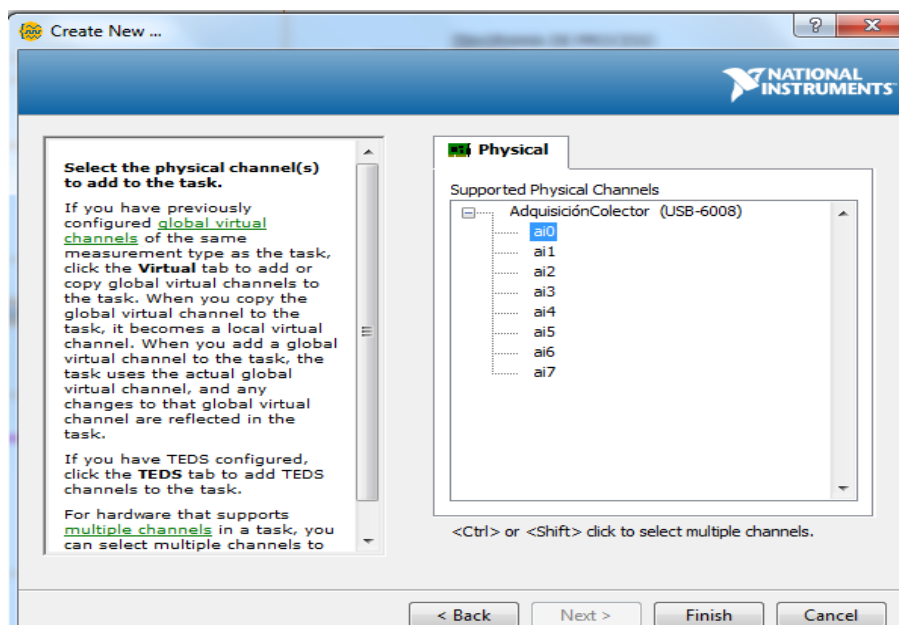 Create New ...
NATIONAL
INSTRUMENTS
Select the physical channel(s)
to add to the task.
If you have previously
configured global virtual
channels of the same
measurement type as the task,
click the Virtual tab to add or
copy global virtual channels to
the task. When you copy the
global virtual channel to the
task, it becomes a local virtual
channel. When you add a global
virtual channel to the task, the
task uses the actual global
virtual channel, and any
changes to that global virtual
channel are reflected in the
task.
If you have TEDS configured,
click the TEDS tab to add TEDS
channels to the task.
For hardware that supports
multiple channels in a task, you
can select multiple channels to
Physical
Supported Physical Channels
AdquisiciónColector (USB-6008)
ai0
ai1
ai2
ai3
ai4
ai5
ai6
ai7
<Ctrl> or <Shift> click to select multiple channels.
< Back
Next >
Finish
Cancel